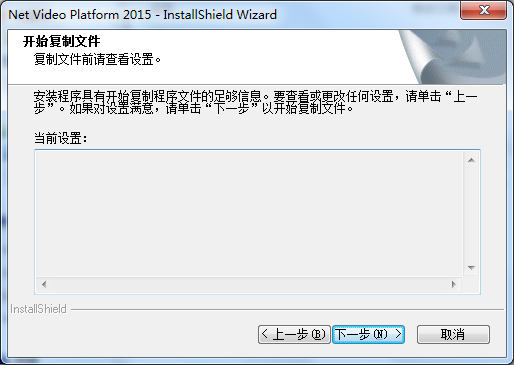 Net Video Platform 2015 - InstallShield Wizard
开始复制文件
复制文件前请查看设置。
安装程序具有开始复制程序文件的足够信息。要查看或更改任何设置，请单击“上一
步”。如果对设置满意，请单击“下一步”以开始复制文件。
当前设置：
InstallShield
< 上一步(B) 下一步(N) > 取消